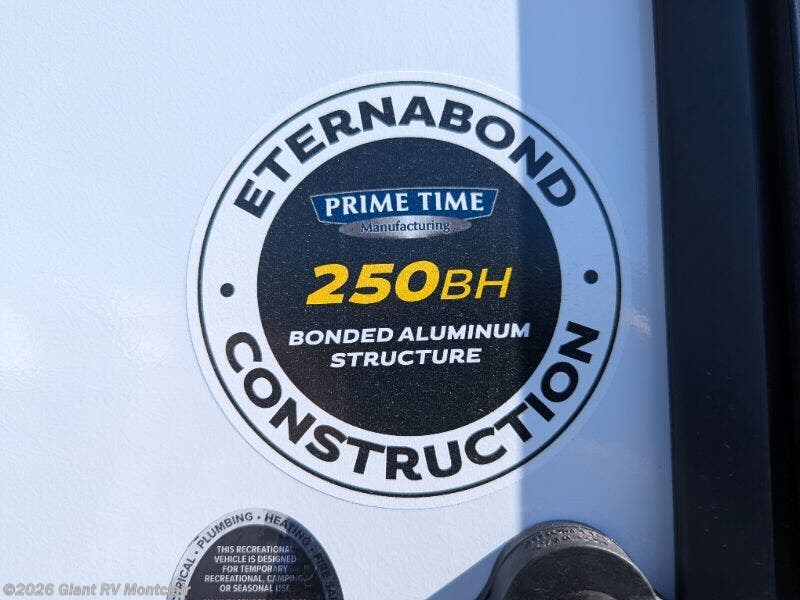 ETERNABOND
PRIME TIME
Manufacturing
250BH
BONDED ALUMINUM
STRUCTURE
CONSTRUCTION
PLUMBING • HEATING •
THIS RECREATIONAL
VEHICLE IS DESIGNED
FOR TEMPORARY
RECREATIONAL, CAMPING
OR SEASONAL USE
©2026 Giant RV Montclair